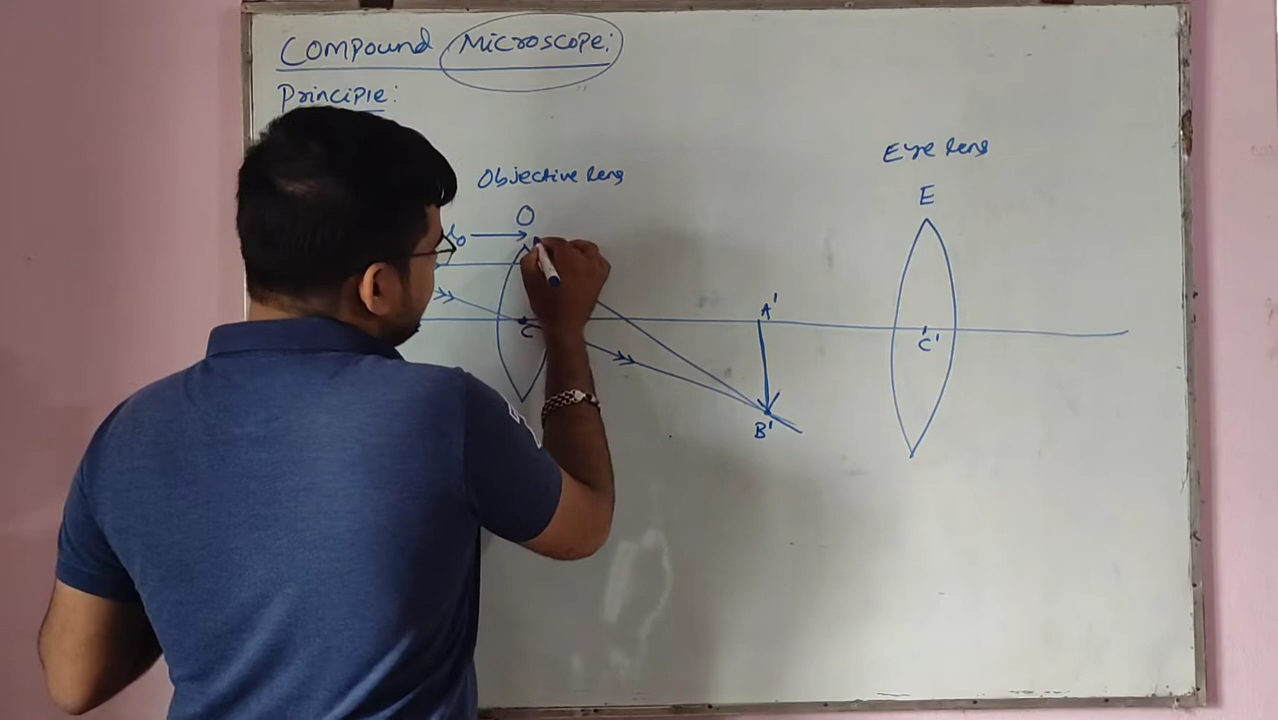 Compound Microscope:
Principle:
Eye lens
Objective lens
E
O
A'
C
C'
B'